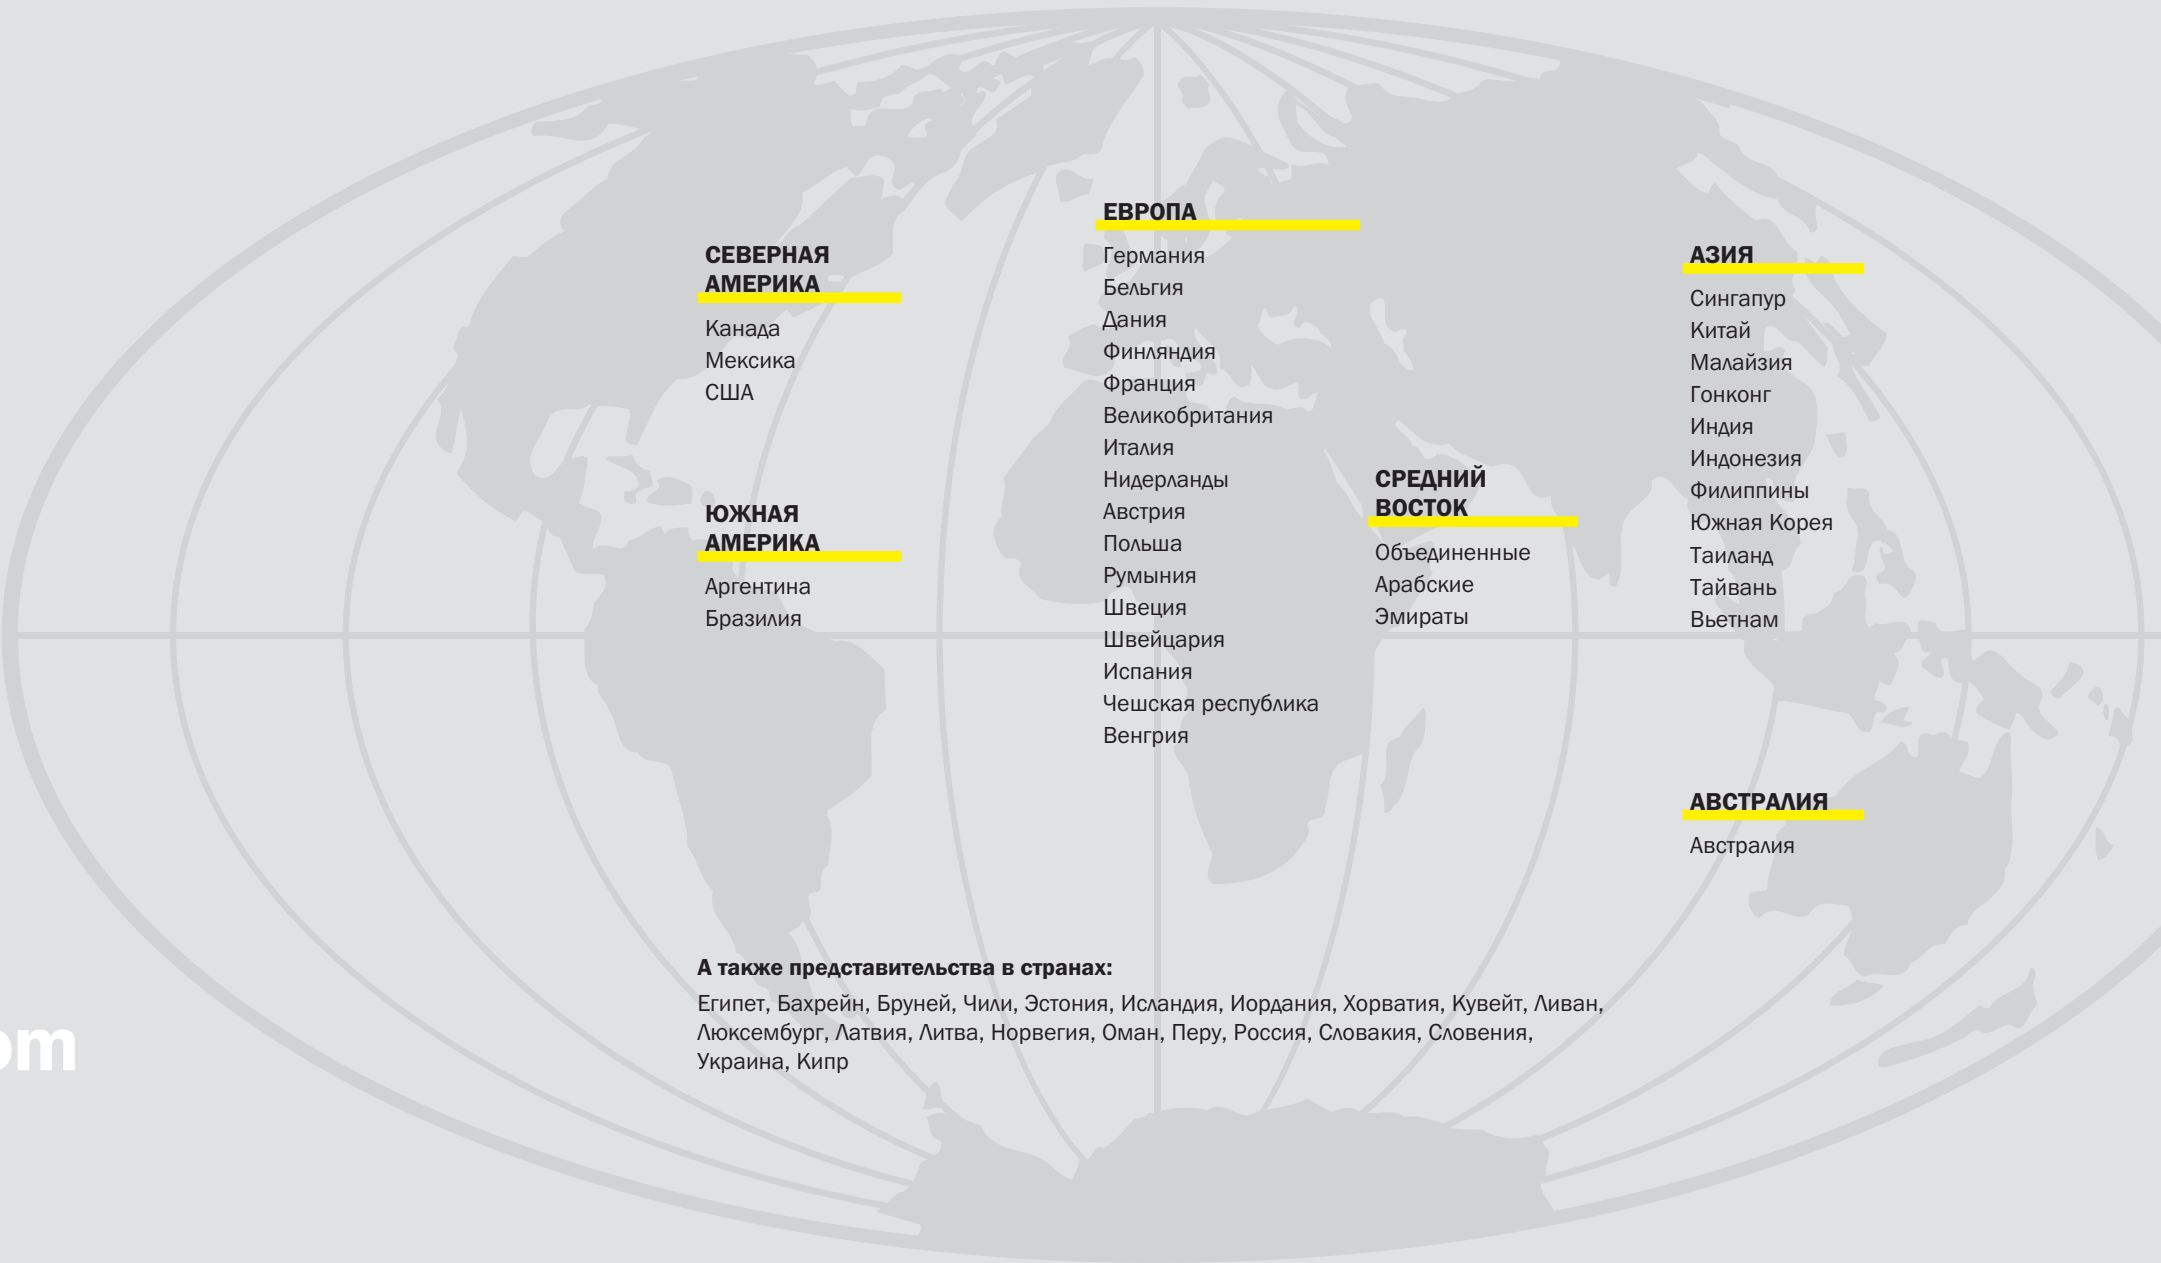 СЕВЕРНАЯ
АМЕРИКА
Канада
Мексика
США
ЮЖНАЯ
АМЕРИКА
Аргентина
Бразилия
ЕВРОПА
Германия
Бельгия
Дания
Финляндия
Франция
Великобритания
Италия
Нидерланды
Австрия
Польша
Румыния
Швеция
Швейцария
Испания
Чешская республика
Венгрия
СРЕДНИЙ
ВОСТОК
Объединенные
Арабские
Эмираты
АЗИЯ
Сингапур
Китай
Малайзия
Гонконг
Индия
Индонезия
Филиппины
Южная Корея
Таиланд
Тайвань
Вьетнам
АВСТРАЛИЯ
Австралия
А также представительства в странах:
Египет, Бахрейн, Бруней, Чили, Эстония, Исландия, Иордания, Хорватия, Кувейт, Ливан,
Люксембург, Латвия, Литва, Норвегия, Оман, Перу, Россия, Словакия, Словения,
Украина, Кипр